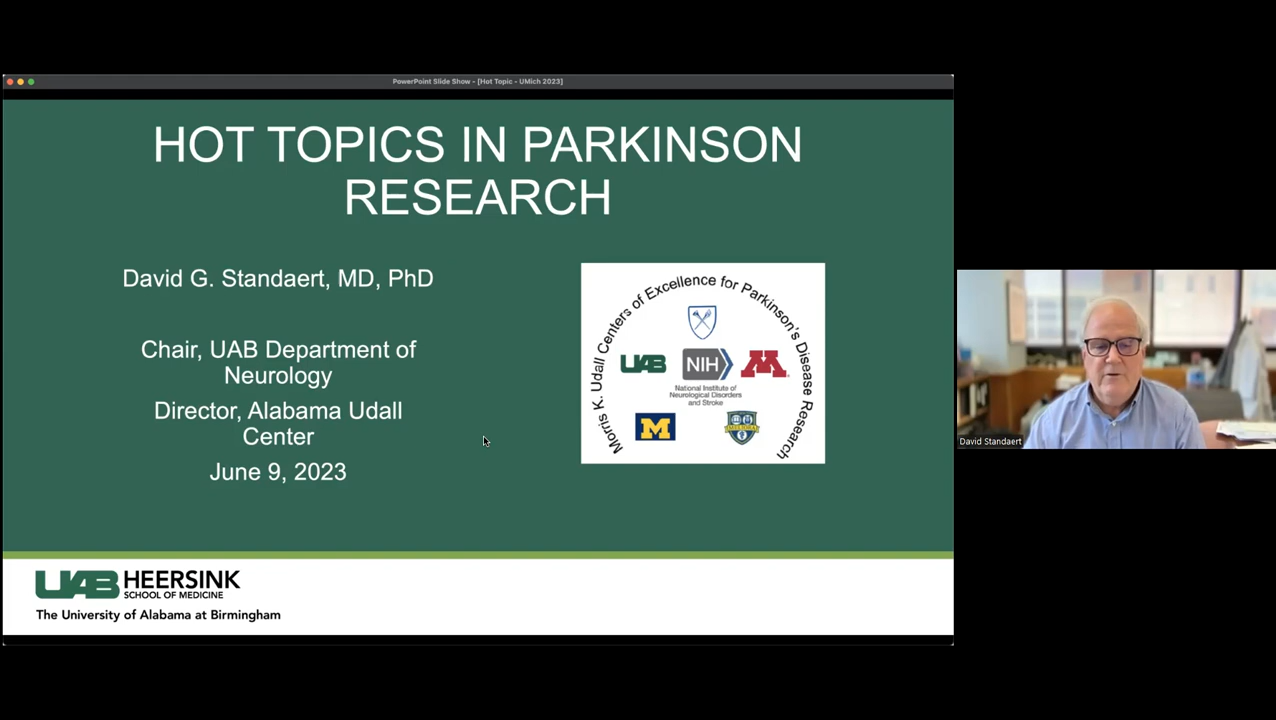 PowerPoint Slide Show - [Hot Topic - UMich 2023]
HOT TOPICS IN PARKINSON
RESEARCH
David G. Standaert, MD, PhD
Chair, UAB Department of
Neurology
Director, Alabama Udall
Center
June 9, 2023
Morris K. Udall Centers of Excellence for Parkinson's Disease Research
UAB
NIH
M
National Institute of
Neurological Disorders
and Stroke
M
David Standaert
UAB HEERSINK
SCHOOL OF MEDICINE
The University of Alabama at Birmingham